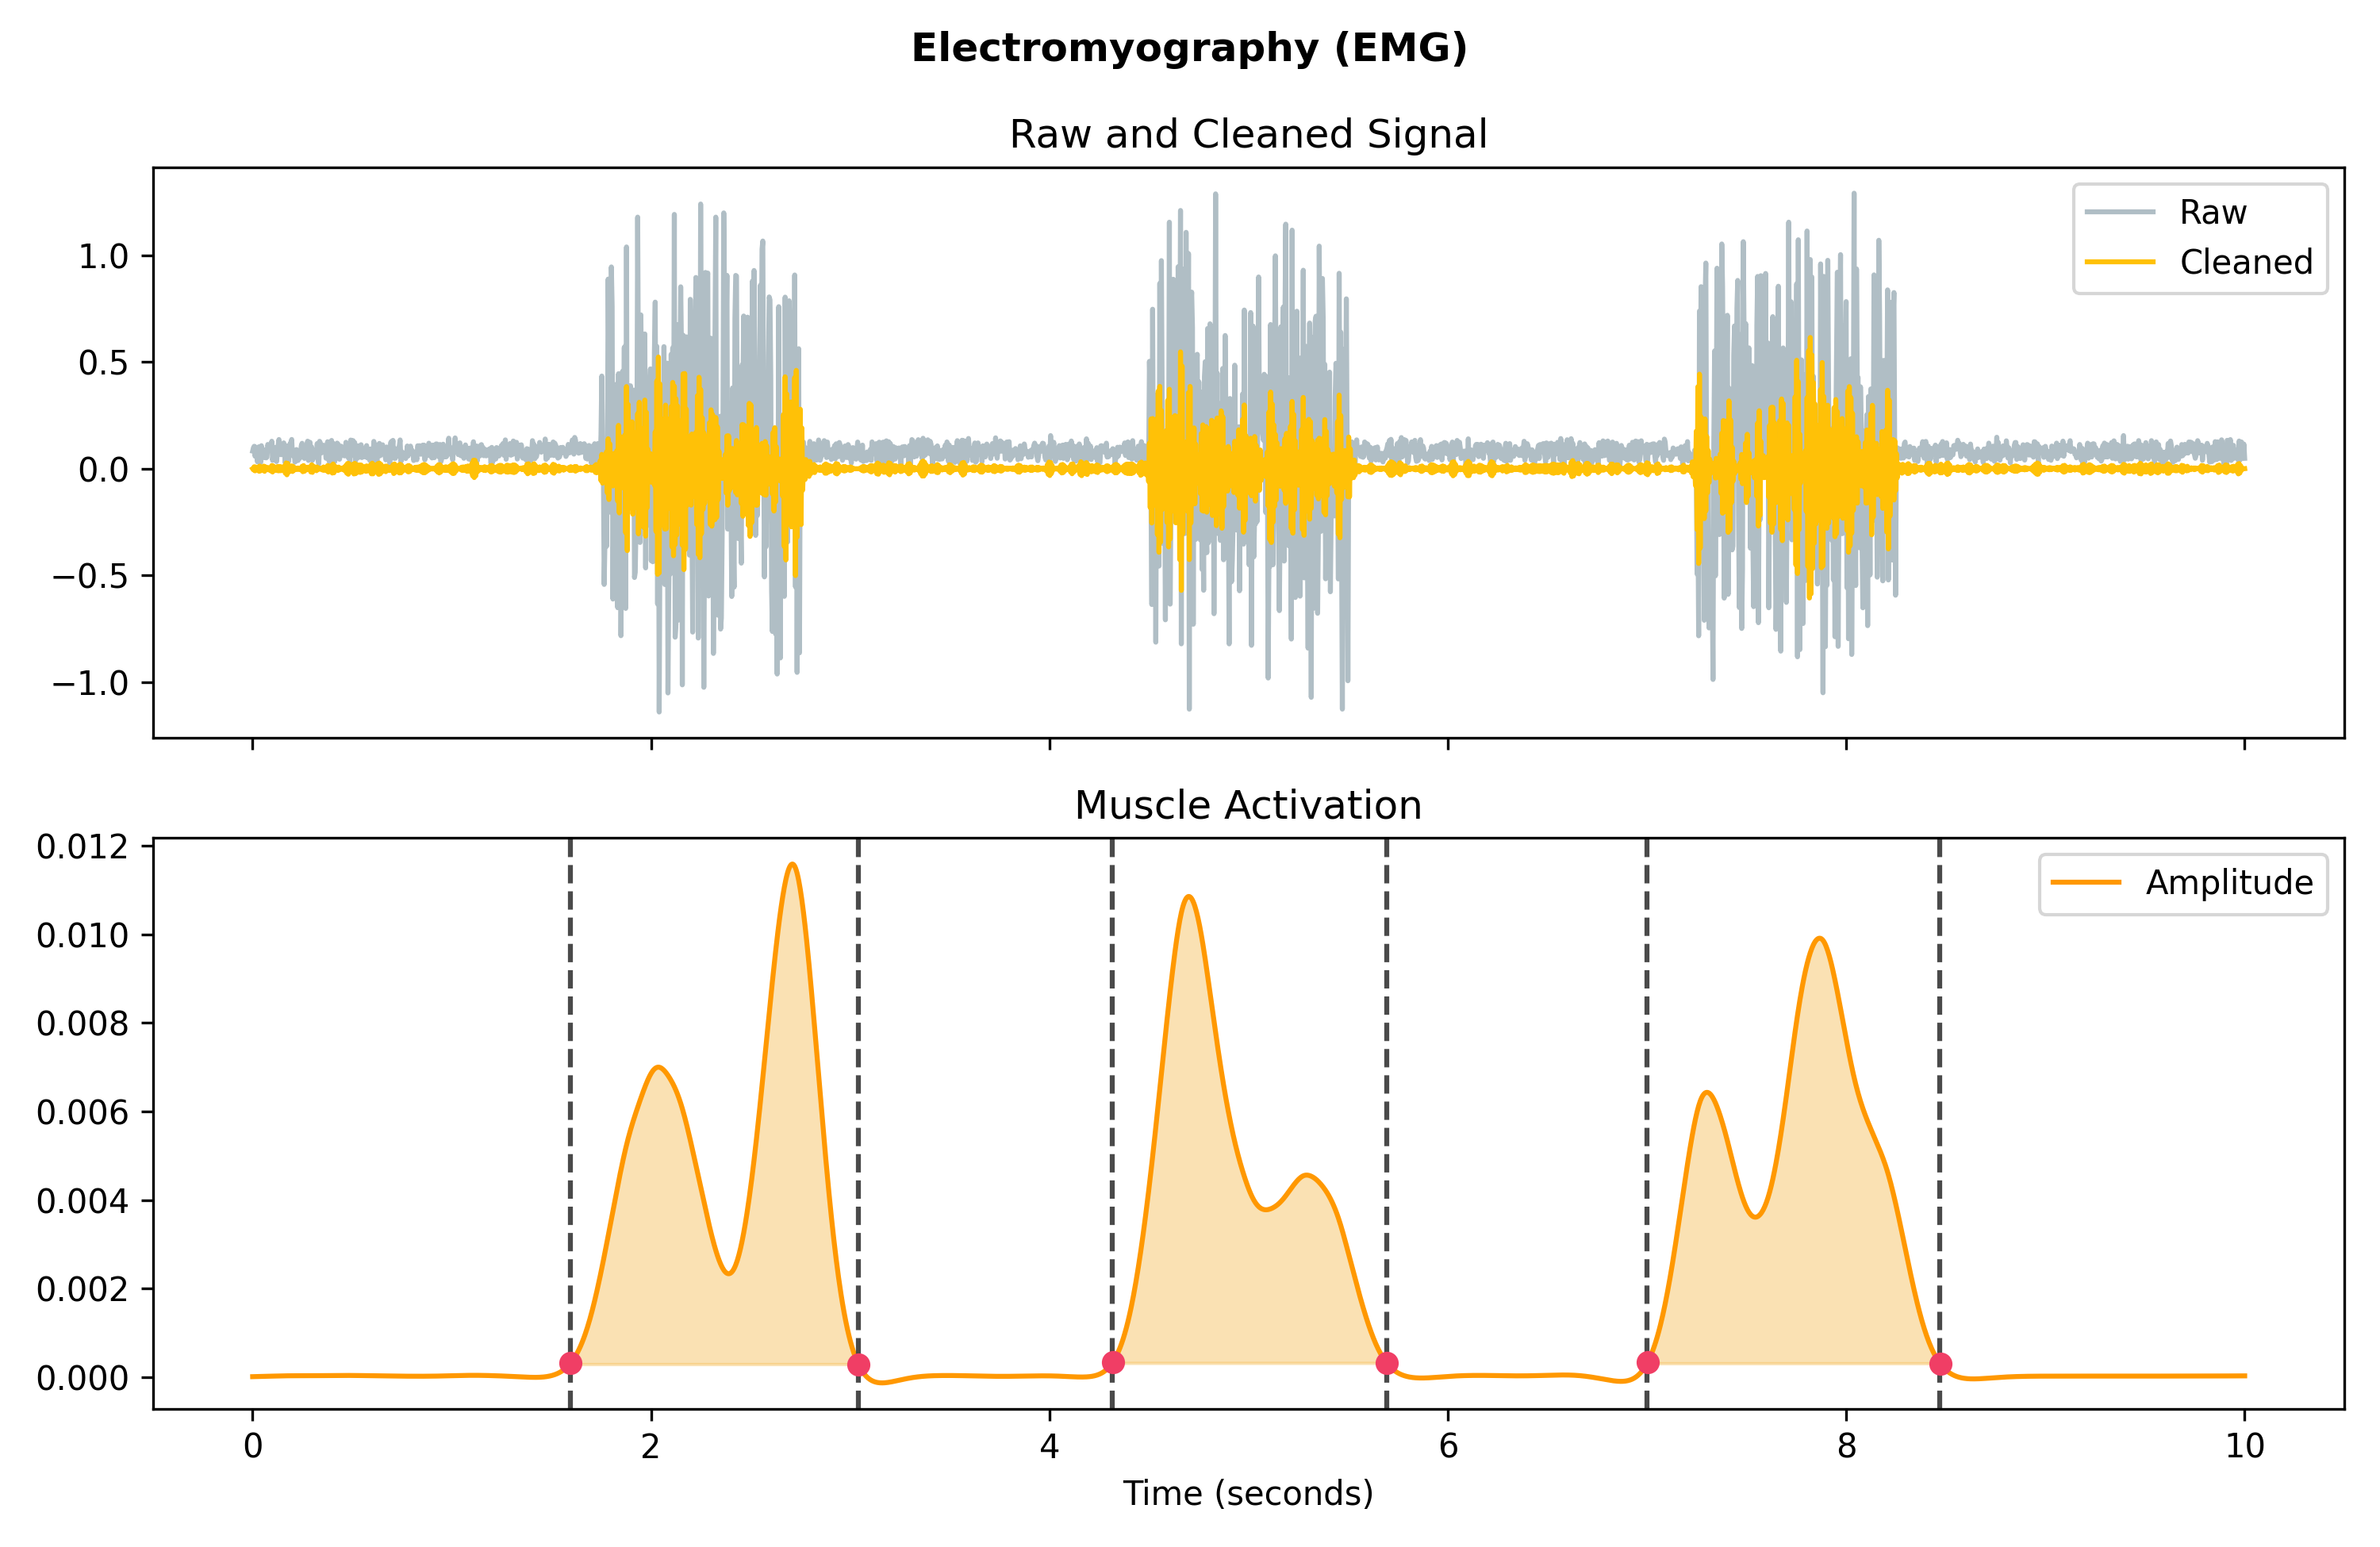 Electromyography (EMG)
Raw and Cleaned Signal
Raw
Cleaned
1.0
0.5
0.0
−0.5
−1.0
Muscle Activation
Amplitude
0.012
0.010
0.008
0.006
0.004
0.002
0.000
0 2 4 6 8 10
Time (seconds)